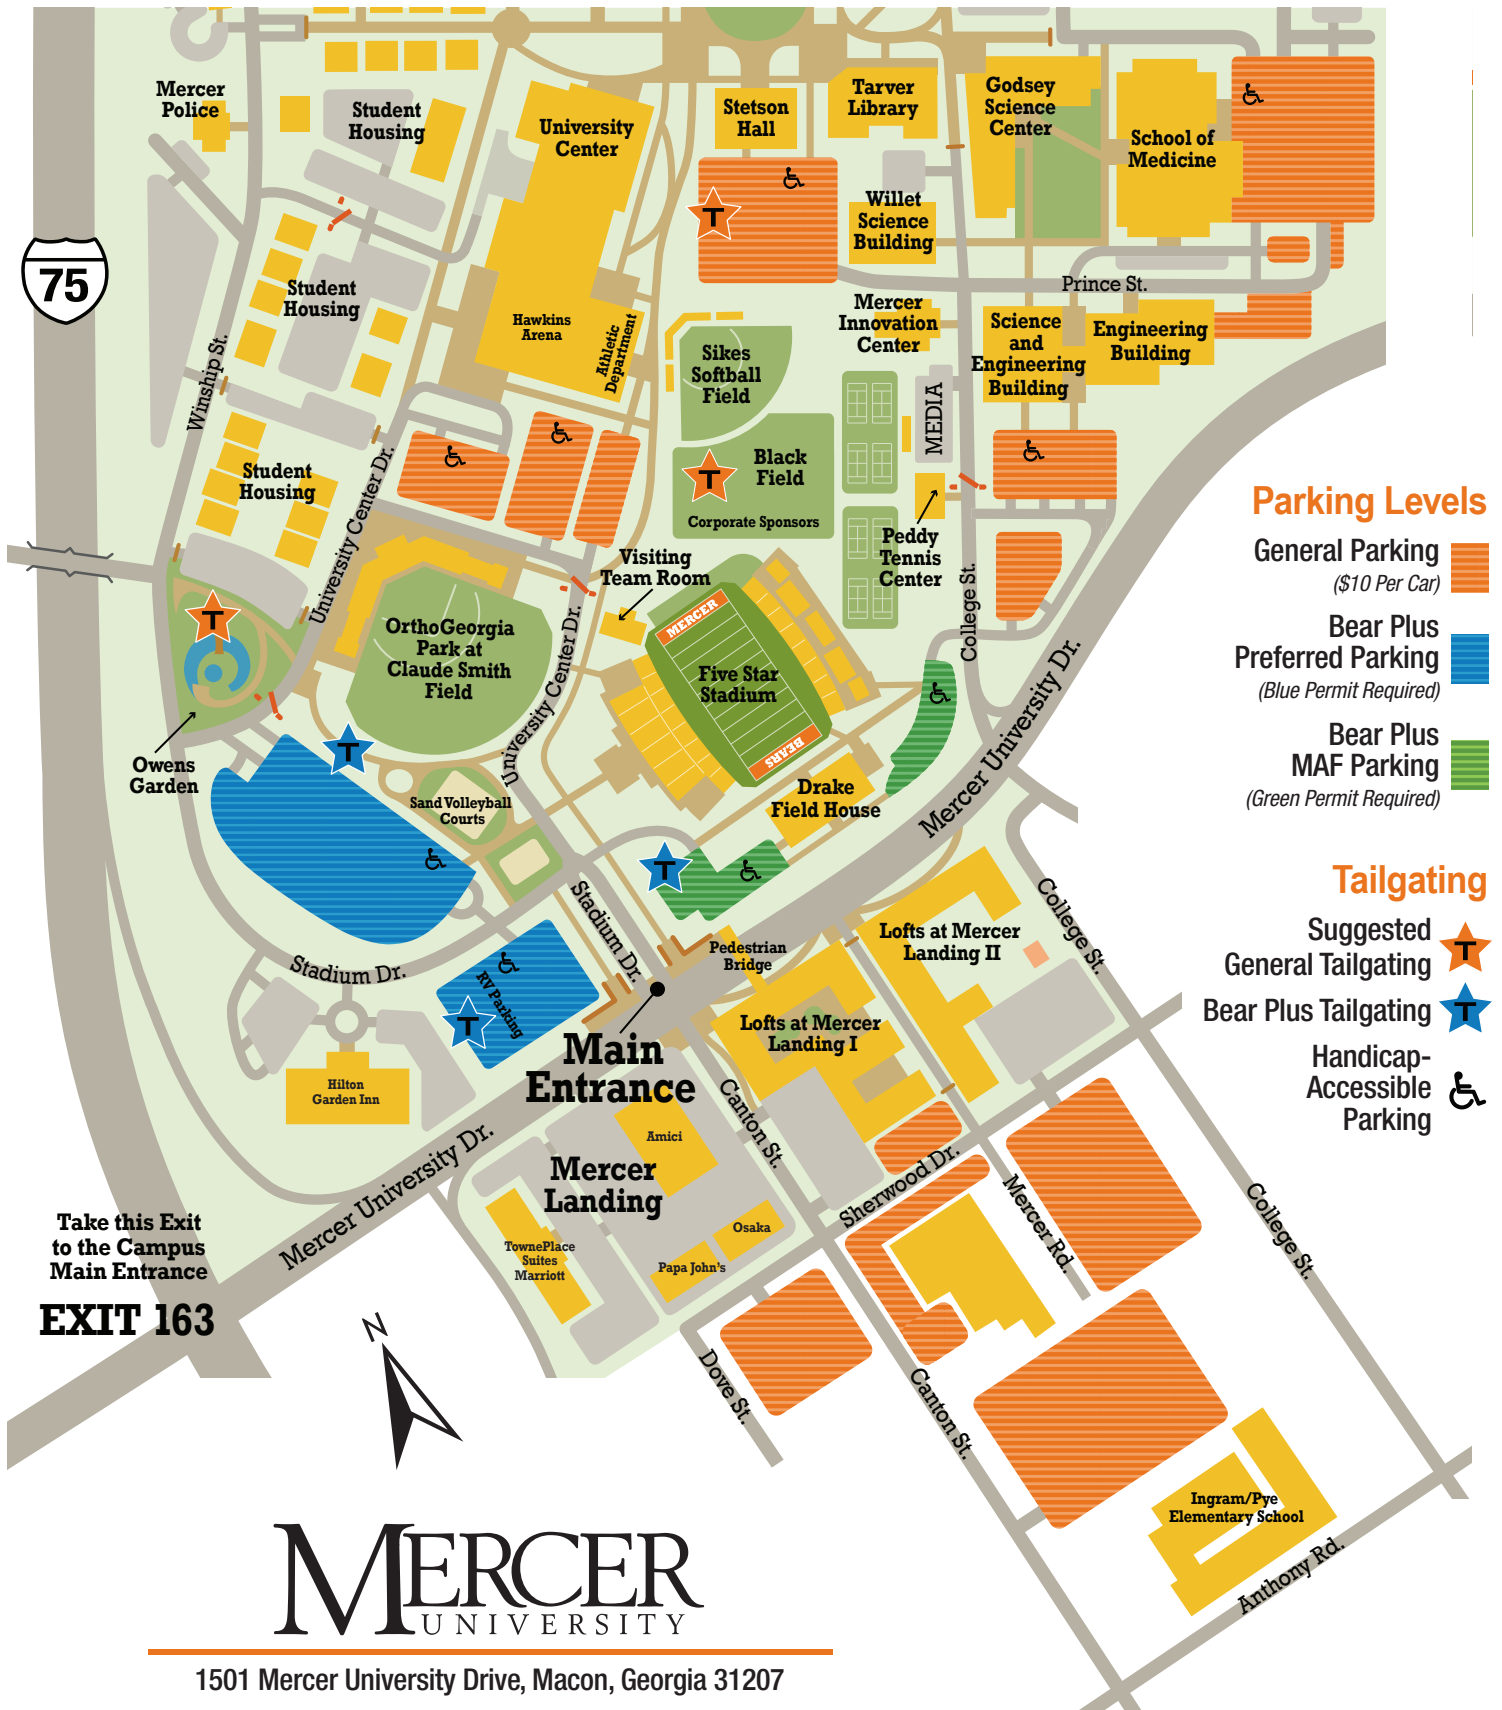 Mercer
Police
Student
Housing
University
Center
Stetson
Hall
Tarver
Library
Godsey
Science
Center
School of
Medicine
T
Willet
Science
Building
75
Student
Housing
Hawkins
Arena
Athletic
Department
Prince St.
Mercer
Innovation
Center
Science
and
Engineering
Building
Engineering
Building
Sikes
Softball
Field
Winship St.
MEDIA
Student
Housing
University Center Dr.
T
Black
Field
Corporate Sponsors
Peddy
Tennis
Center
College St.
Visiting
Team Room
T
OrthoGeorgia
Park at
Claude Smith
Field
University Center Dr.
MERCER
Five Star
Stadium
BEARS
Owens
Garden
T
Sand Volleyball
Courts
Drake
Field House
Mercer University Dr.
T
Stadium Dr.
Stadium Dr.
RV Parking
T
Pedestrian
Bridge
Lofts at Mercer
Landing II
College St.
Lofts at Mercer
Landing I
Main
Entrance
Hilton
Garden Inn
Canton St.
Amici
Mercer
Landing
Mercer University Dr.
Sherwood Dr.
Mercer Rd.
College St.
TownePlace
Suites
Marriott
Osaka
Papa John's
Take this Exit
to the Campus
Main Entrance
EXIT 163
N
Dove St.
Canton St.
Ingram/Pye
Elementary School
Anthony Rd.
Parking Levels
General Parking
($10 Per Car)
Bear Plus
Preferred Parking
(Blue Permit Required)
Bear Plus
MAF Parking
(Green Permit Required)
Tailgating
Suggested
General Tailgating
T
Bear Plus Tailgating
T
Handicap-
Accessible
Parking
MERCER
UNIVERSITY
1501 Mercer University Drive, Macon, Georgia 31207